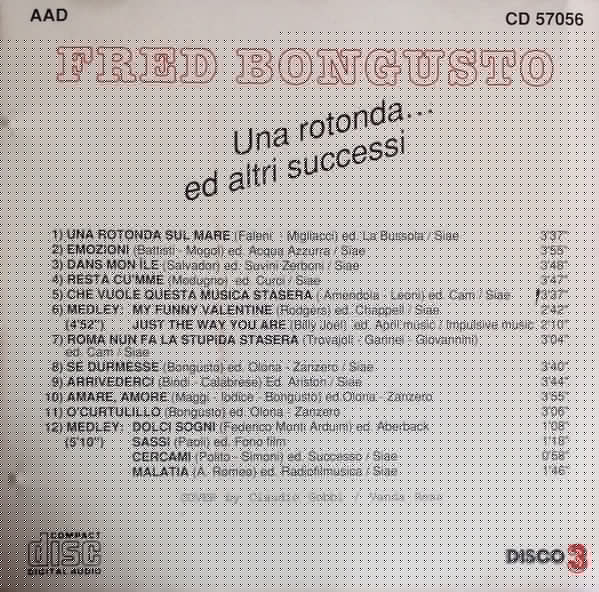 AAD
CD 57056
FRED BONGUSTO
Una rotonda...
ed altri successi
1) UNA ROTONDA SUL MARE (Faleni - Migliacci) ed. La Bussola / Siae 3'37"
2) EMOZIONI (Battisti - Mogol) ed. Acqua Azzurra / Siae 3'55"
3) DANS MON ILE (Salvador) ed. Suvini Zerboni / Siae 3'48"
4) RESTA CU'MME (Modugno) ed. Curci / Siae 3'47"
5) CHE VUOLE QUESTA MUSICA STASERA (Amendola - Leoni) ed. Cam / Siae 3'37"
6) MEDLEY: MY FUNNY VALENTINE (Rodgers) ed. Chappell / Siae 2'42"
(4'52") JUST THE WAY YOU ARE (Billy Joel) ed. April music / Impulsive music 2'10"
7) ROMA NUN FA LA STUPIDA STASERA (Trovajoli - Garinei - Giovannini) 3'04"
ed. Cam / Siae
8) SE DURMESSE (Bongusto) ed. Olona - Zanzero / Siae 3'40"
9) ARRIVEDERCI (Bindi - Calabrese) Ed. Ariston / Siae 3'44"
10) AMARE, AMORE (Maggi - Iodice - Bongusto) ed.Olona - Zanzero 3'55"
11) O'CURTULILLO (Bongusto) ed. Olona - Zanzero 3'06"
12) MEDLEY: DOLCI SOGNI (Federico Monti Arduini) ed. Aberback 1'08"
(5'10") SASSI (Paoli) ed. Fono film 1'18"
CERCAMI (Polito - Simoni) ed. Successo / Siae 0'58"
MALATIA (A. Romeo) ed. Radiofilmusica / Siae 1'46"
COVER by Claudio Gobbi / Vanna Rosa
COMPACT
disc
DIGITAL AUDIO
DISCO 3